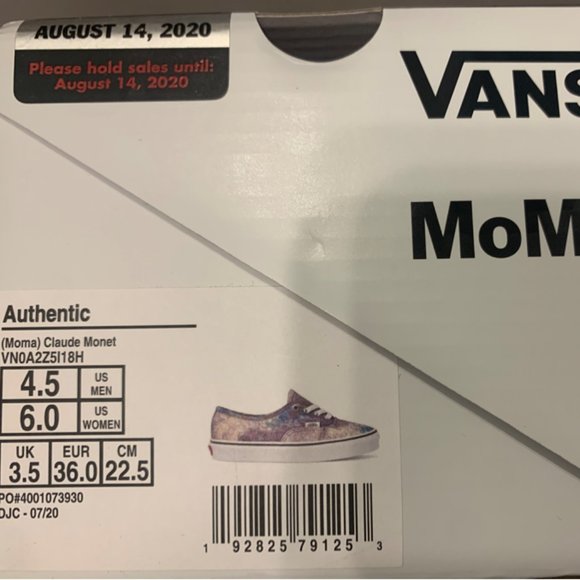 AUGUST 14, 2020
Please hold sales until:
August 14, 2020
VANS
MoM
Authentic
(Moma) Claude Monet
VN0A2Z5I18H
4.5 US MEN
6.0 US WOMEN
UK EUR CM
3.5 36.0 22.5
PO#4001073930
DJC - 07/20
1 92825 79125 3